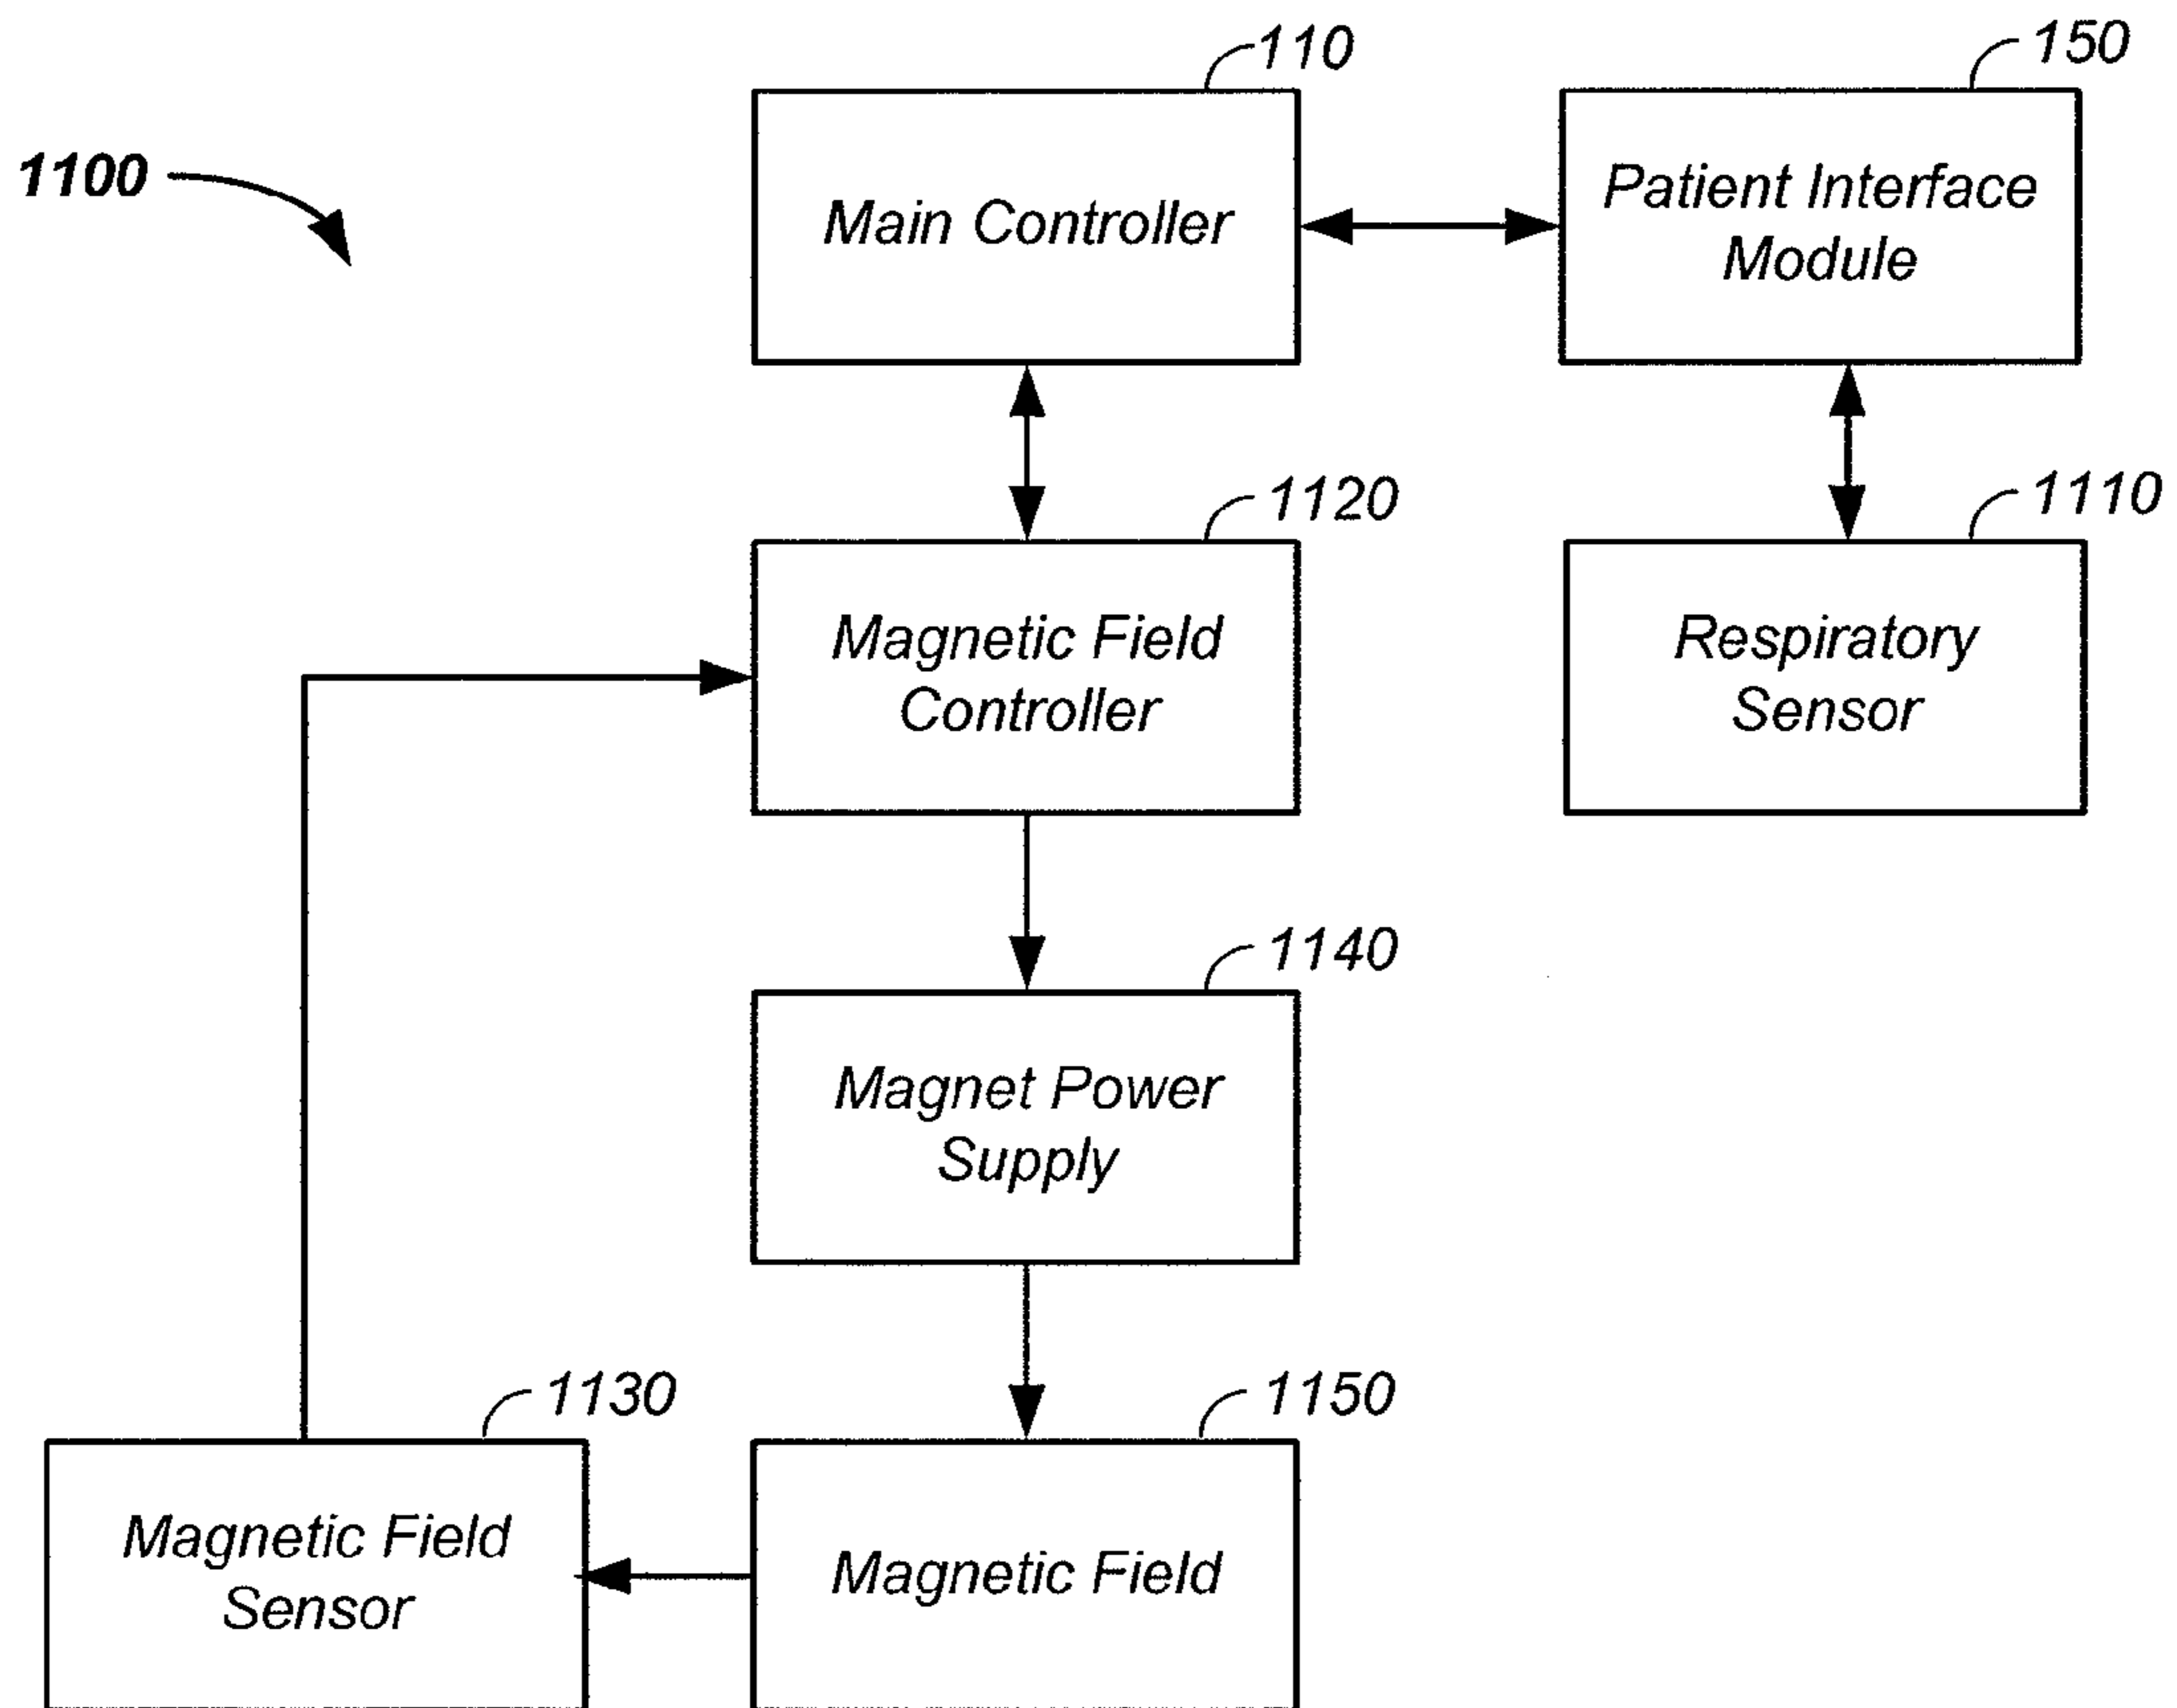 110
150
1100
Main Controller
Patient Interface
Module
1120
1110
Magnetic Field
Controller
Respiratory
Sensor
1140
Magnet Power
Supply
1130
1150
Magnetic Field
Sensor
Magnetic Field